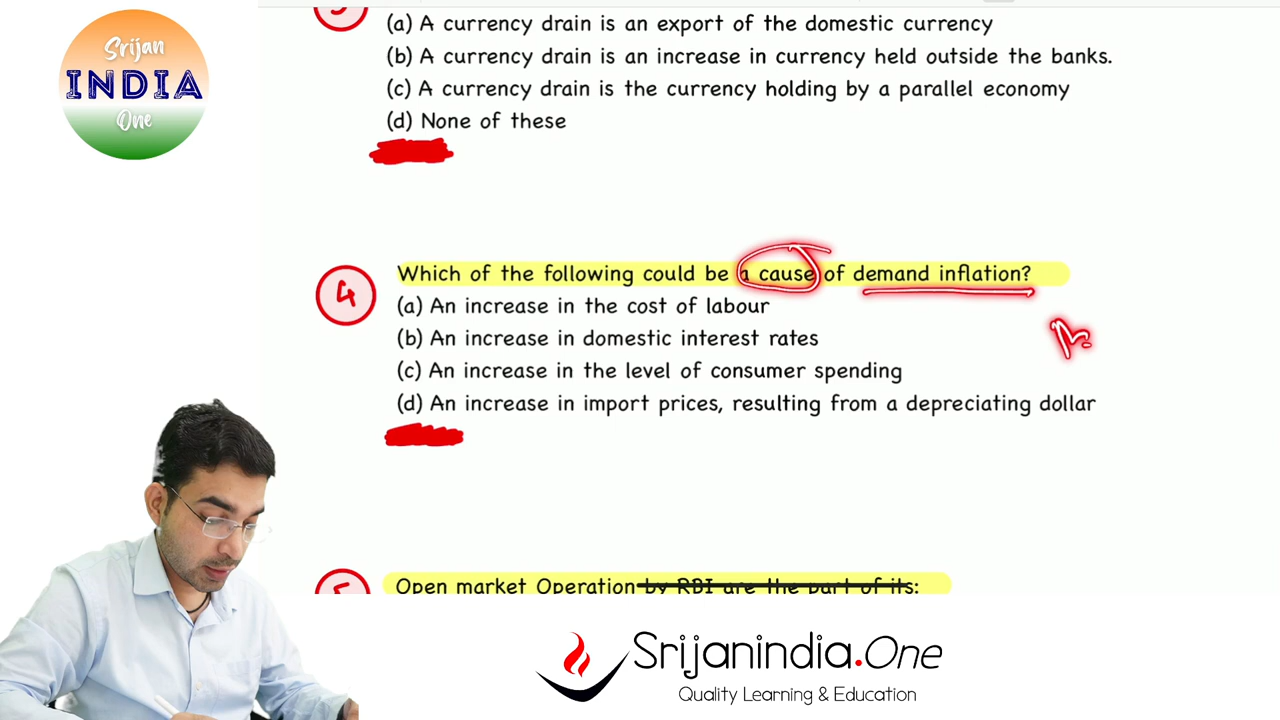 Srijan
INDIA
One
(a) A currency drain is an export of the domestic currency
(b) A currency drain is an increase in currency held outside the banks.
(c) A currency drain is the currency holding by a parallel economy
(d) None of these
4
Which of the following could be a cause of demand inflation?
(a) An increase in the cost of labour
(b) An increase in domestic interest rates
(c) An increase in the level of consumer spending
(d) An increase in import prices, resulting from a depreciating dollar
5
Open market Operation by RBI are the part of its:
Srijanindia.One
Quality Learning & Education